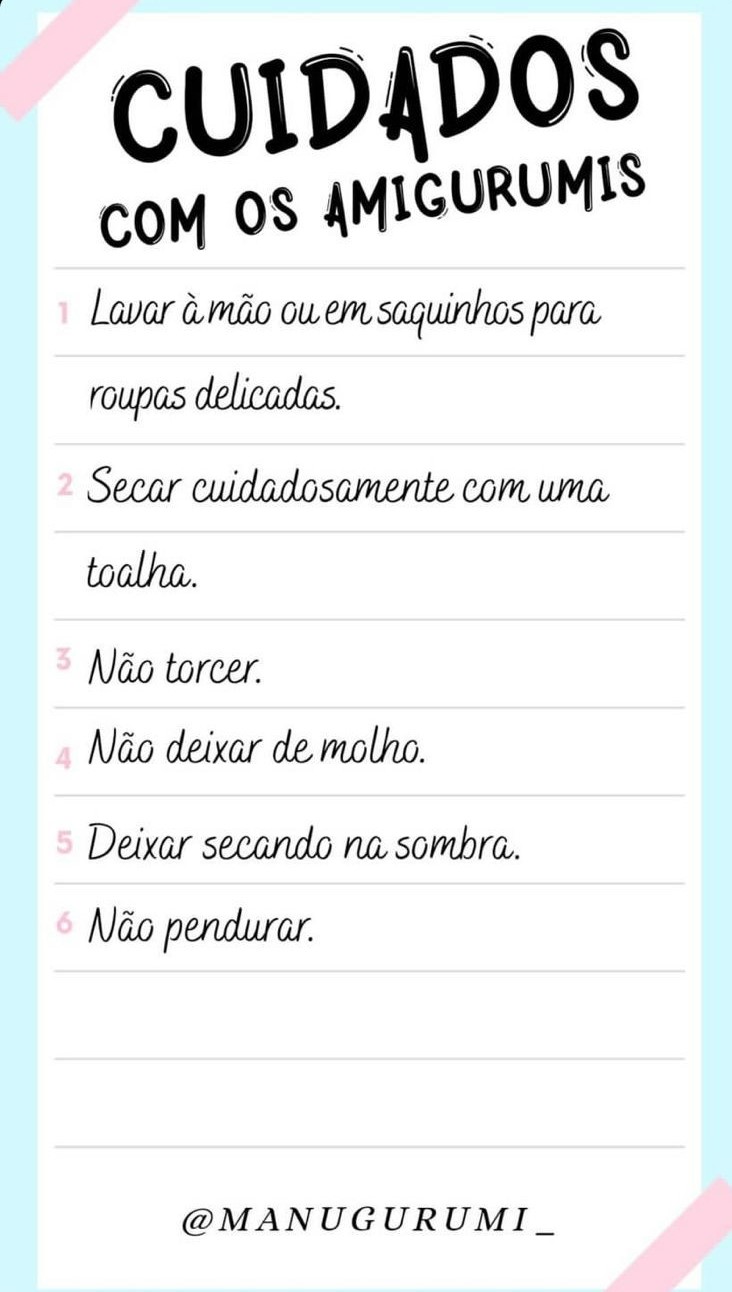 CUIDADOS
COM OS AMIGURUMIS
1 Lavar à mão ou em saquinhos para
roupas delicadas.
2 Secar cuidadosamente com uma
toalha.
3 Não torcer.
4 Não deixar de molho.
5 Deixar secando na sombra.
6 Não pendurar.
@MANUGURUMI_